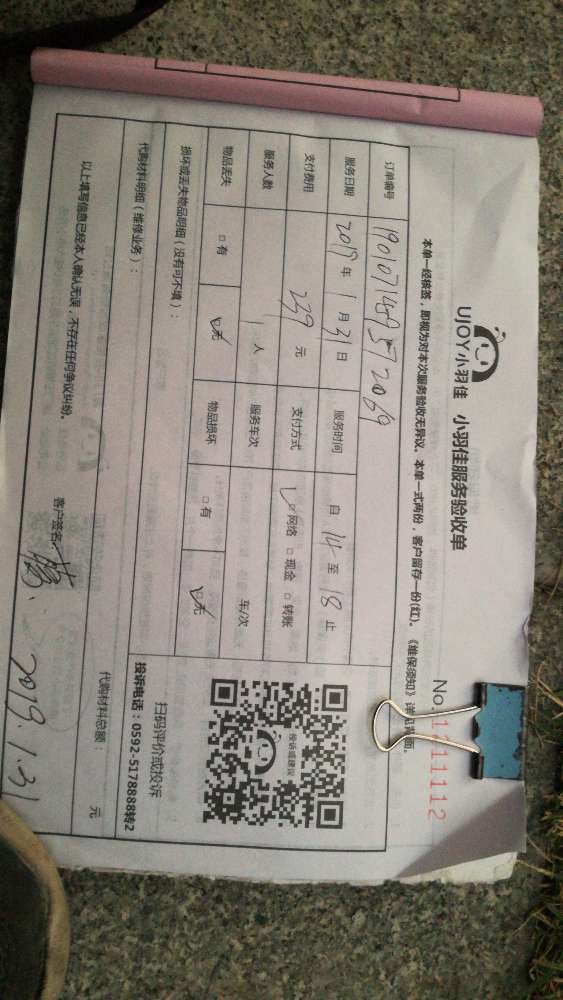 UJOY小羽佳 小羽佳服务验收单
No.1211112
本单一经核签，即视为对本次服务验收无异议。本单一式两份，客户留存一份(红)。《维保须知》详见背面。
订单编号 1901071489572069
服务日期 2019年1月31日 服务时间 自14至18止
支付费用 239元 支付方式 ☑网络 □现金 □转账
服务人数 1人 服务车次 车/次
物品丢失 □有 ☑无 物品损坏 □有 ☑无
损坏或丢失物品明细（没有可不填）：
投诉或建议
扫码评价或投诉
投诉电话：0592-5178888转2
代购材料明细（维修业务）：
代购材料总额： 元
以上填写信息已经本人确认无误，不存在任何争议纠纷。
客户签名：
2019.1.31